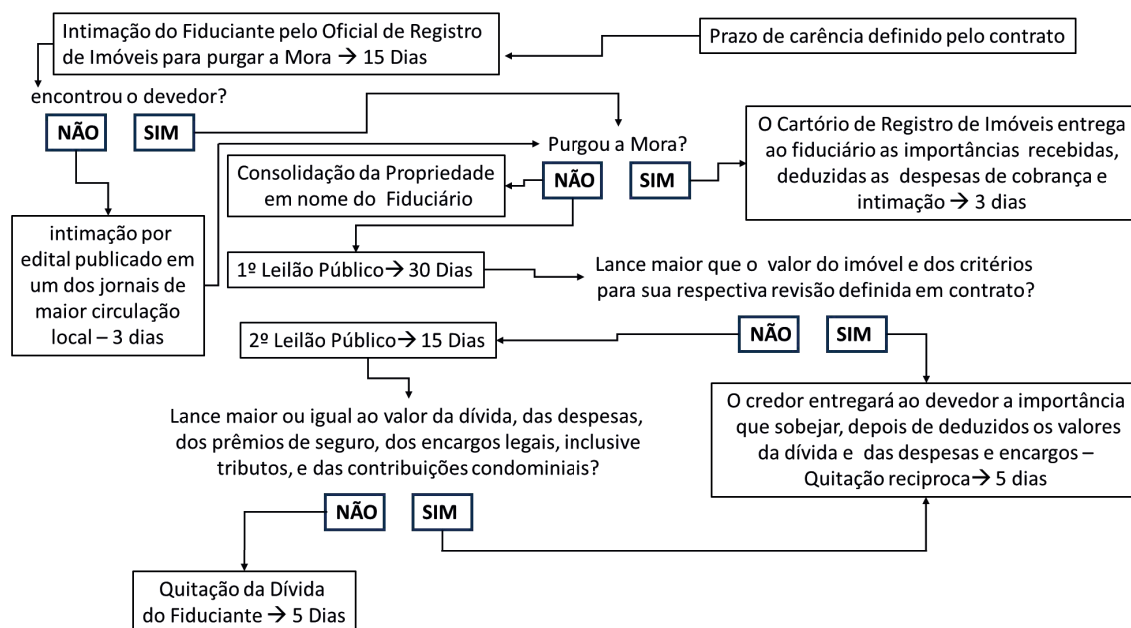 Intimação do Fiduciante pelo Oficial de Registro
de Imóveis para purgar a Mora → 15 Dias
Prazo de carência definido pelo contrato
encontrou o devedor?
NÃO
SIM
Purgou a Mora?
NÃO
SIM
O Cartório de Registro de Imóveis entrega
ao fiduciário as importâncias recebidas,
deduzidas as despesas de cobrança e
intimação → 3 dias
Consolidação da Propriedade
em nome do Fiduciário
intimação por
edital publicado em
um dos jornais de
maior circulação
local – 3 dias
1º Leilão Público → 30 Dias
Lance maior que o valor do imóvel e dos critérios
para sua respectiva revisão definida em contrato?
NÃO
SIM
2º Leilão Público → 15 Dias
Lance maior ou igual ao valor da dívida, das despesas,
dos prêmios de seguro, dos encargos legais, inclusive
tributos, e das contribuições condominiais?
O credor entregará ao devedor a importância
que sobejar, depois de deduzidos os valores
da dívida e das despesas e encargos –
Quitação reciproca → 5 dias
NÃO
SIM
Quitação da Dívida
do Fiduciante → 5 Dias